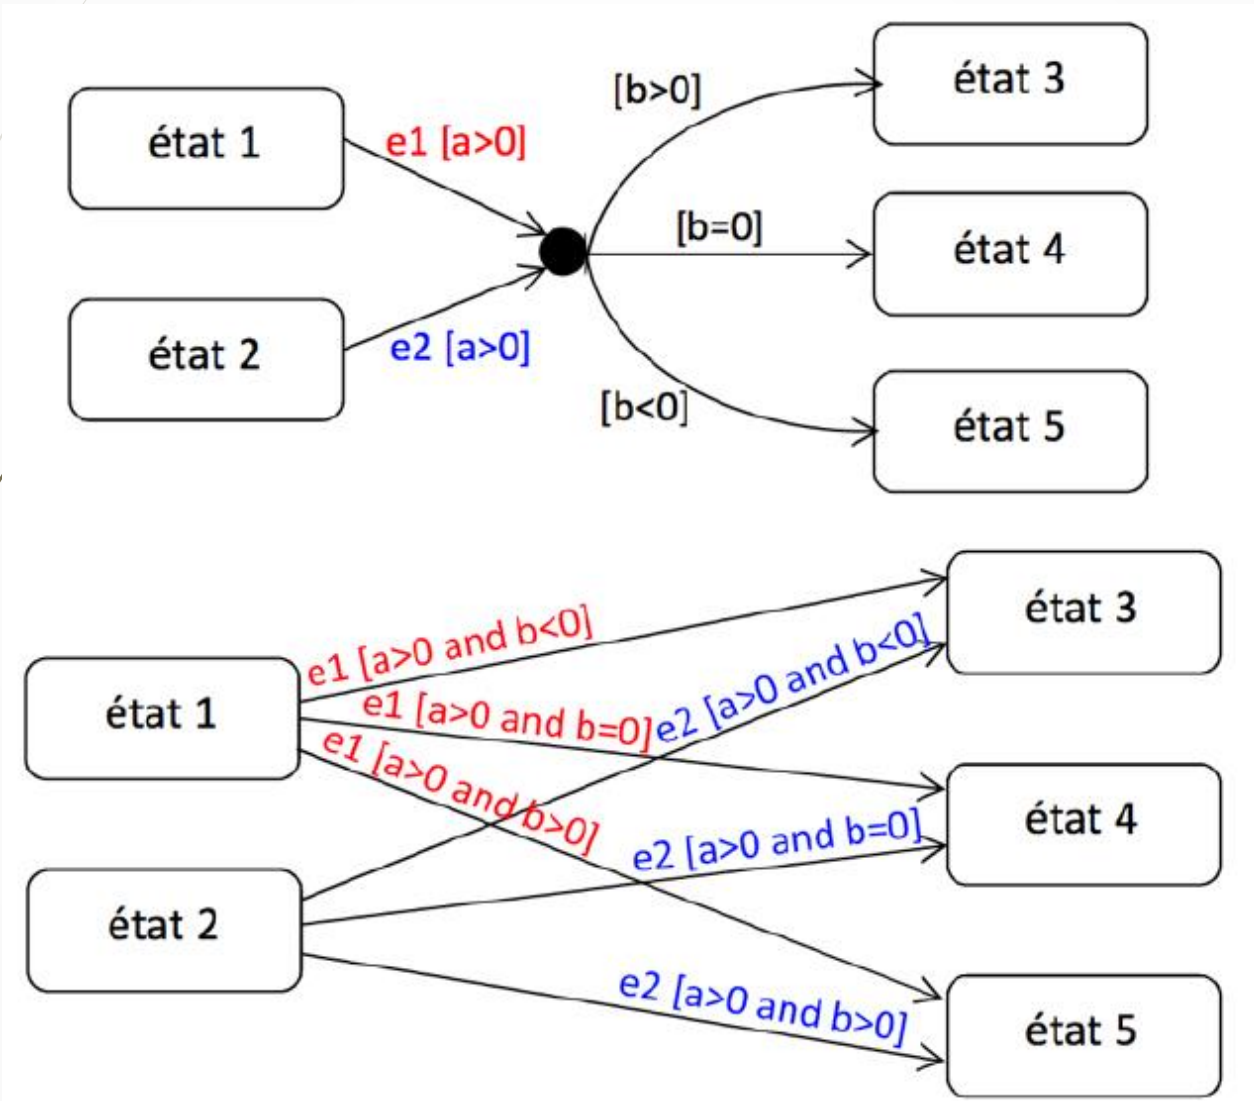 état 1
e1 [a>0]
état 2
e2 [a>0]
[b>0]
état 3
[b=0]
état 4
[b<0]
état 5
état 1
e1 [a>0 and b<0]
e1 [a>0 and b=0]
e1 [a>0 and b>0]
état 2
e2 [a>0 and b<0]
e2 [a>0 and b=0]
e2 [a>0 and b>0]
état 3
état 4
état 5